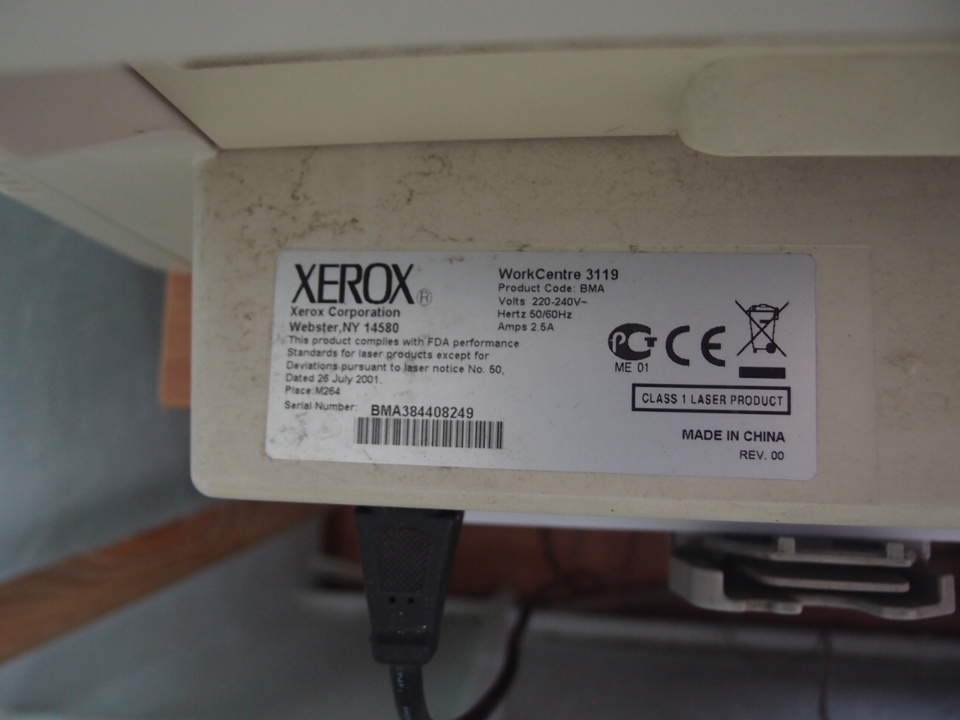 XEROX®
Xerox Corporation
Webster,NY 14580
This product complies with FDA performance
Standards for laser products except for
Deviations pursuant to laser notice No. 50,
Dated 26 July 2001.
Place:M264
Serial Number: BMA384408249
WorkCentre 3119
Product Code: BMA
Volts 220-240V~
Hertz 50/60Hz
Amps 2.5A
РСТ
ME 01
CE
CLASS 1 LASER PRODUCT
MADE IN CHINA
REV. 00